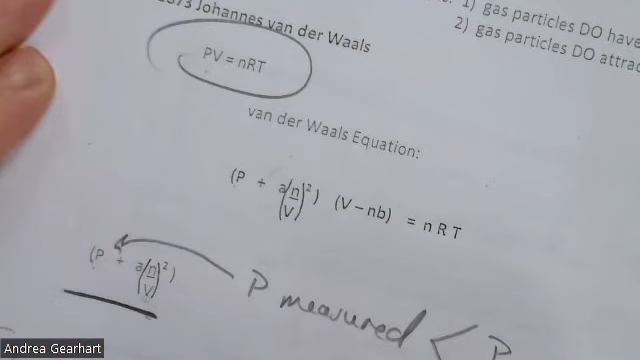 1873 Johannes van der Waals
1) gas particles DO have
2) gas particles DO attrac
PV = nRT
van der Waals Equation:
(P + a(n/V)²) (V – nb) = n R T
(P + a(n/V)²)
P measured < P
Andrea Gearhart